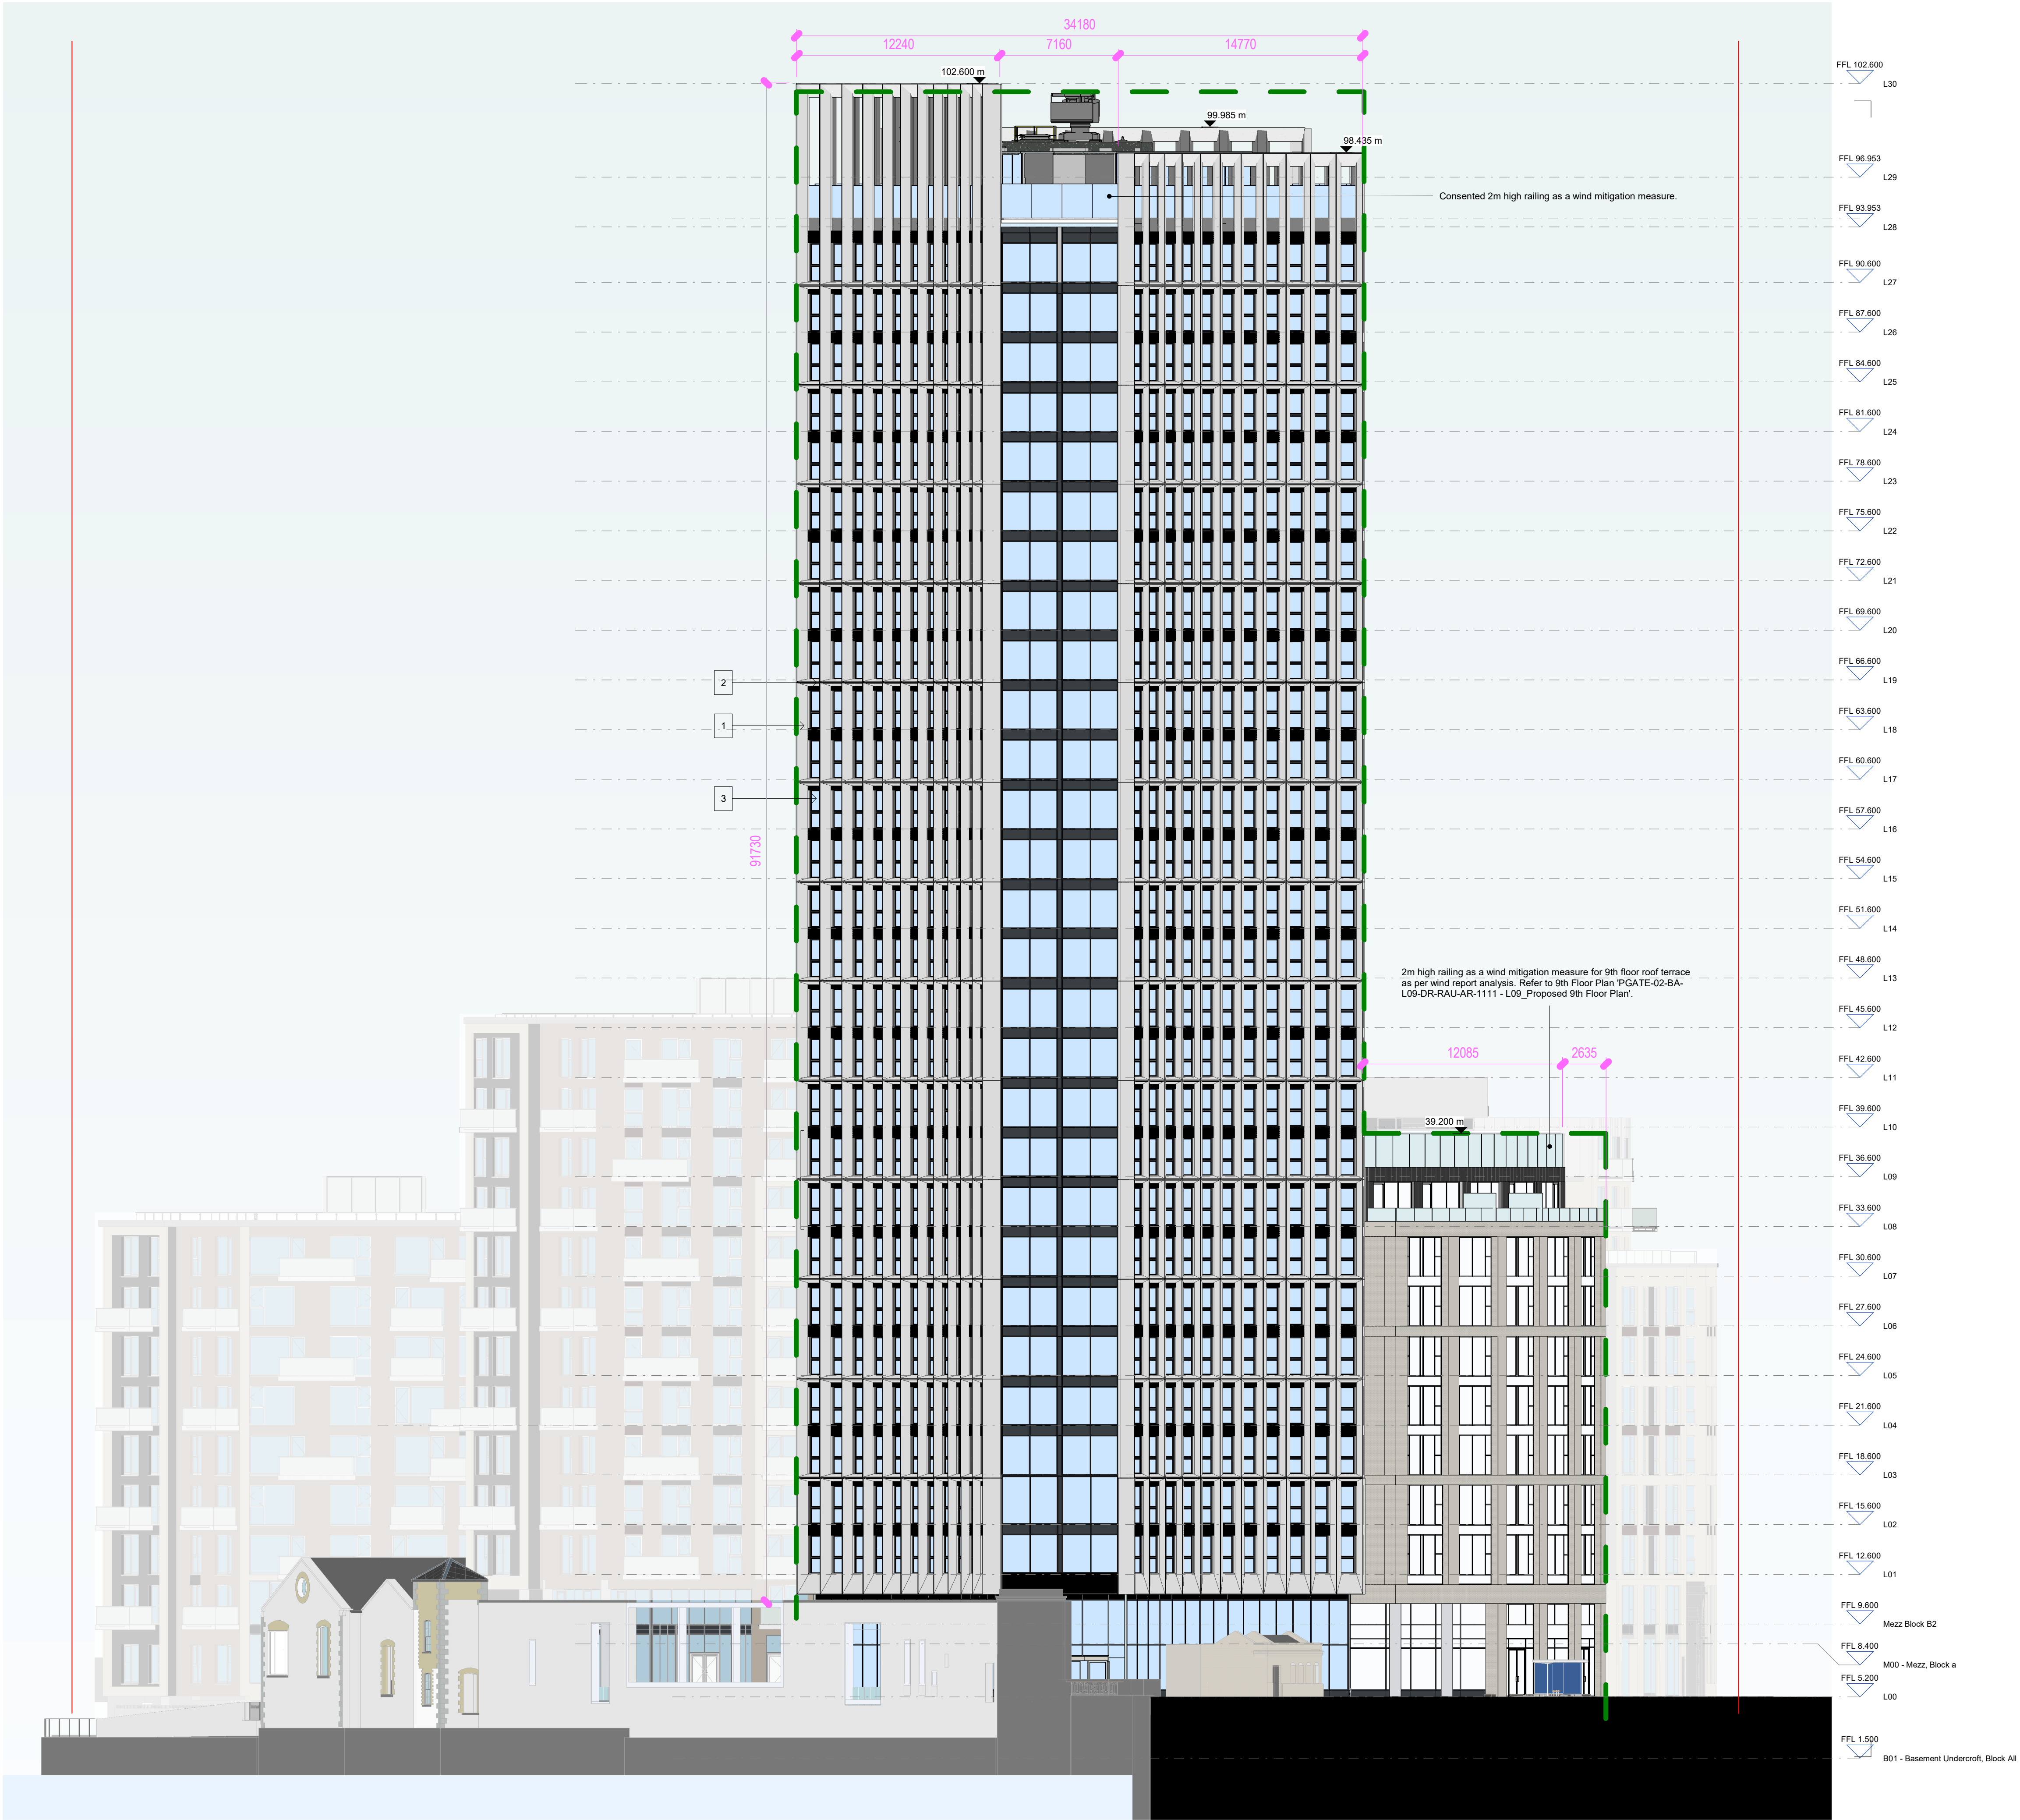 34180
12240
7160
14770
102.600 m
99.985 m
98.435 m
Consented 2m high railing as a wind mitigation measure.
2
1
3
91730
2m high railing as a wind mitigation measure for 9th floor roof terrace
as per wind report analysis. Refer to 9th Floor Plan 'PGATE-02-BA-
L09-DR-RAU-AR-1111 - L09_Proposed 9th Floor Plan'.
12085
2635
39.200 m
FFL 102.600
L30
FFL 96.953
L29
FFL 93.953
L28
FFL 90.600
L27
FFL 87.600
L26
FFL 84.600
L25
FFL 81.600
L24
FFL 78.600
L23
FFL 75.600
L22
FFL 72.600
L21
FFL 69.600
L20
FFL 66.600
L19
FFL 63.600
L18
FFL 60.600
L17
FFL 57.600
L16
FFL 54.600
L15
FFL 51.600
L14
FFL 48.600
L13
FFL 45.600
L12
FFL 42.600
L11
FFL 39.600
L10
FFL 36.600
L09
FFL 33.600
L08
FFL 30.600
L07
FFL 27.600
L06
FFL 24.600
L05
FFL 21.600
L04
FFL 18.600
L03
FFL 15.600
L02
FFL 12.600
L01
FFL 9.600
Mezz Block B2
FFL 8.400
M00 - Mezz, Block a
FFL 5.200
L00
FFL 1.500
B01 - Basement Undercroft, Block All